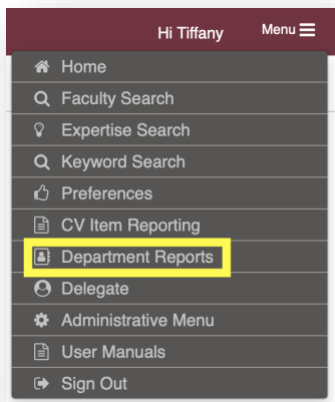 Hi Tiffany Menu
Home
Faculty Search
Expertise Search
Keyword Search
Preferences
CV Item Reporting
Department Reports
Delegate
Administrative Menu
User Manuals
Sign Out